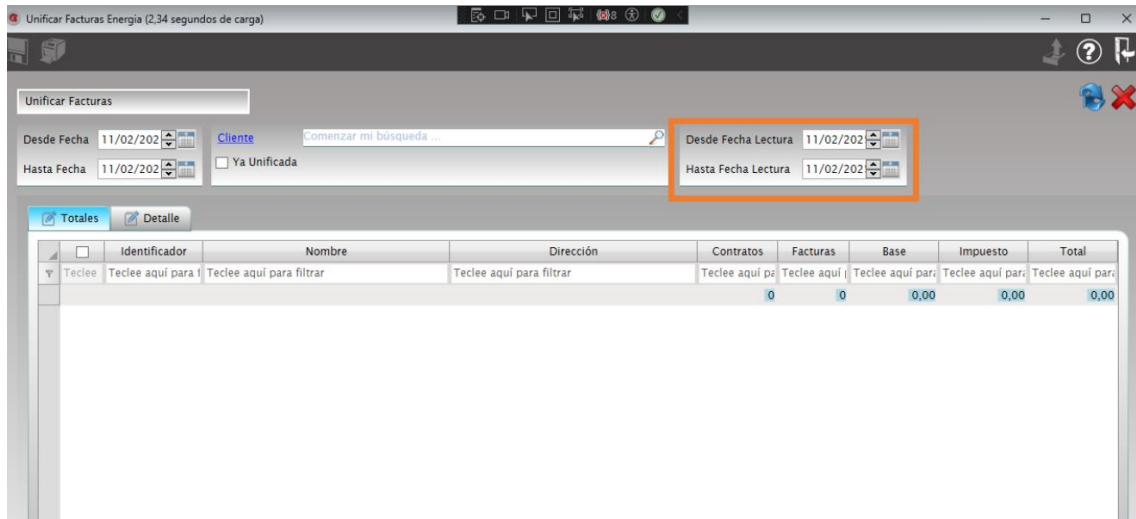 Unificar Facturas Energia (2,34 segundos de carga)
8
Unificar Facturas
Desde Fecha 11/02/202 Cliente Comenzar mi búsqueda ... Desde Fecha Lectura 11/02/202
Hasta Fecha 11/02/202 Ya Unificada Hasta Fecha Lectura 11/02/202
Totales Detalle
Identificador Nombre Dirección Contratos Facturas Base Impuesto Total
Teclee Teclee aquí para f Teclee aquí para filtrar Teclee aquí para filtrar Teclee aquí pa Teclee aquí Teclee aquí para Teclee aquí para Teclee aquí para
0 0 0,00 0,00 0,00